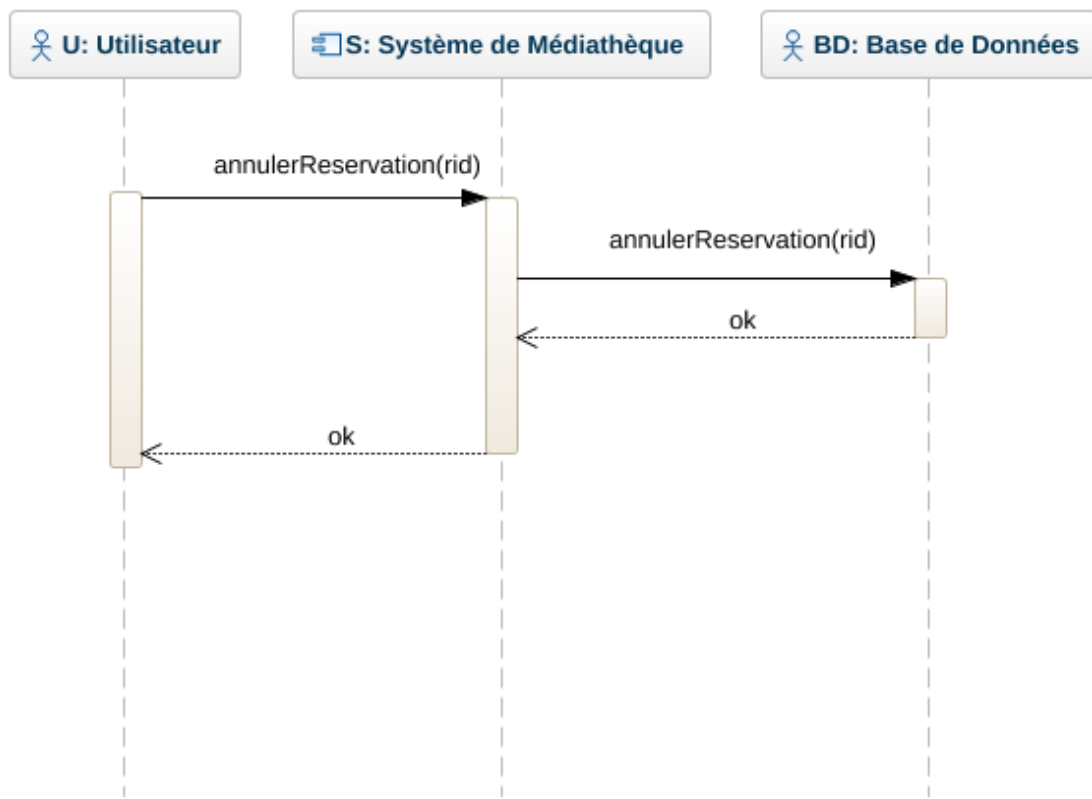 U: Utilisateur
S: Système de Médiathèque
BD: Base de Données
annulerReservation(rid)
annulerReservation(rid)
ok
ok